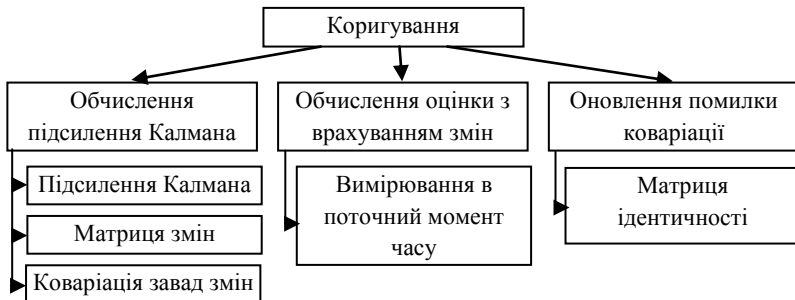 Коригування
Обчислення
підсилення Калмана
Обчислення оцінки з
врахуванням змін
Оновлення помилки
коваріації
Підсилення Калмана
Матриця змін
Коваріація завад змін
Вимірювання в
поточний момент
часу
Матриця
ідентичності